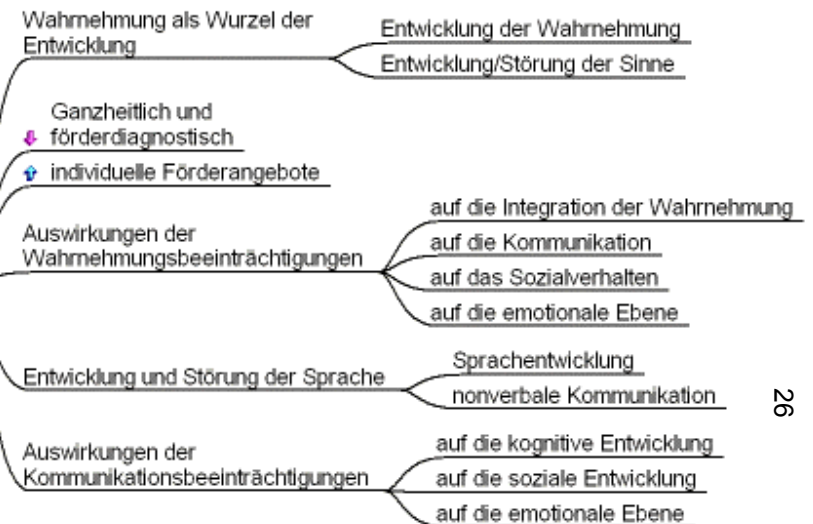 Wahrnehmung als Wurzel der
Entwicklung
Entwicklung der Wahrnehmung
Entwicklung/Störung der Sinne
Ganzheitlich und
förderdiagnostisch
individuelle Förderangebote
Auswirkungen der
Wahrnehmungsbeeinträchtigungen
auf die Integration der Wahrnehmung
auf die Kommunikation
auf das Sozialverhalten
auf die emotionale Ebene
Entwicklung und Störung der Sprache
Sprachentwicklung
nonverbale Kommunikation
26
Auswirkungen der
Kommunikationsbeeinträchtigungen
auf die kognitive Entwicklung
auf die soziale Entwicklung
auf die emotionale Ebene